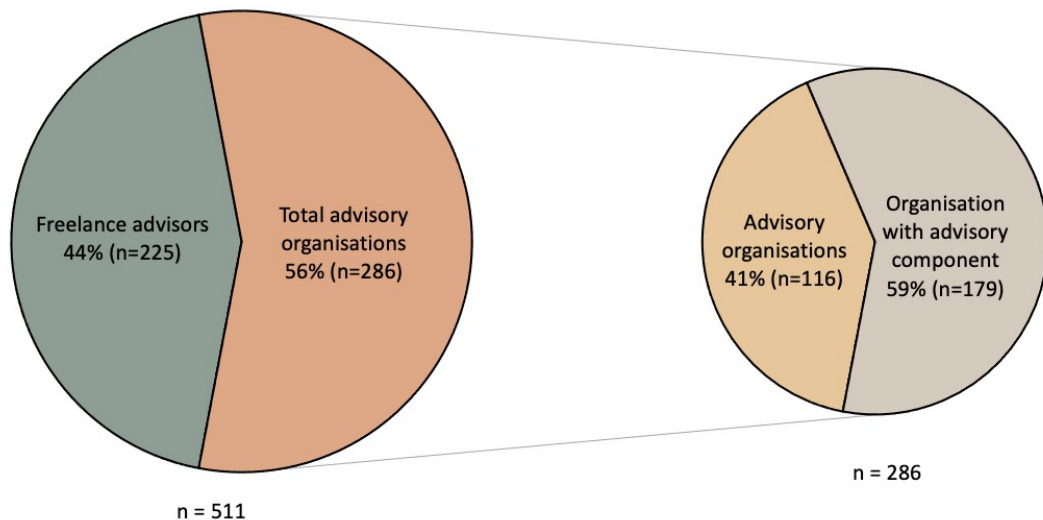 Freelance advisors
44% (n=225)
Total advisory
organisations
56% (n=286)
n = 511
Advisory
organisations
41% (n=116)
Organisation
with advisory
component
59% (n=179)
n = 286